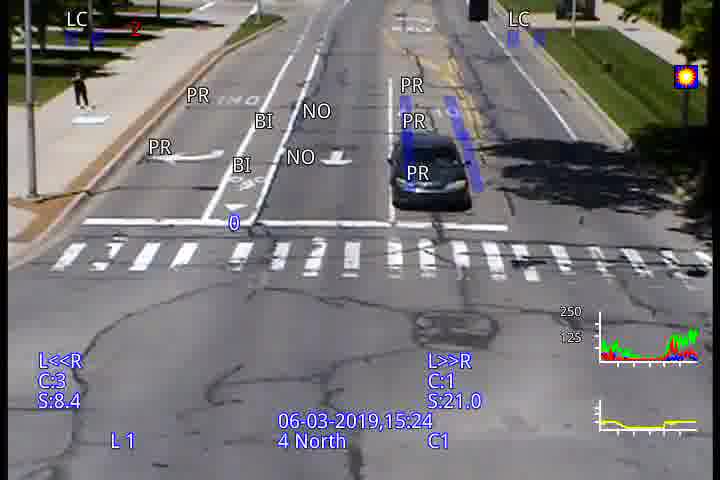 LC
2
LC
PR
PR
NO
BI
PR
PR
NO
BI
PR
0
250
125
L<<R
C:3
S:8.4
L>>R
C:1
S:21.0
06-03-2019,15:24
L 1
4 North
C1